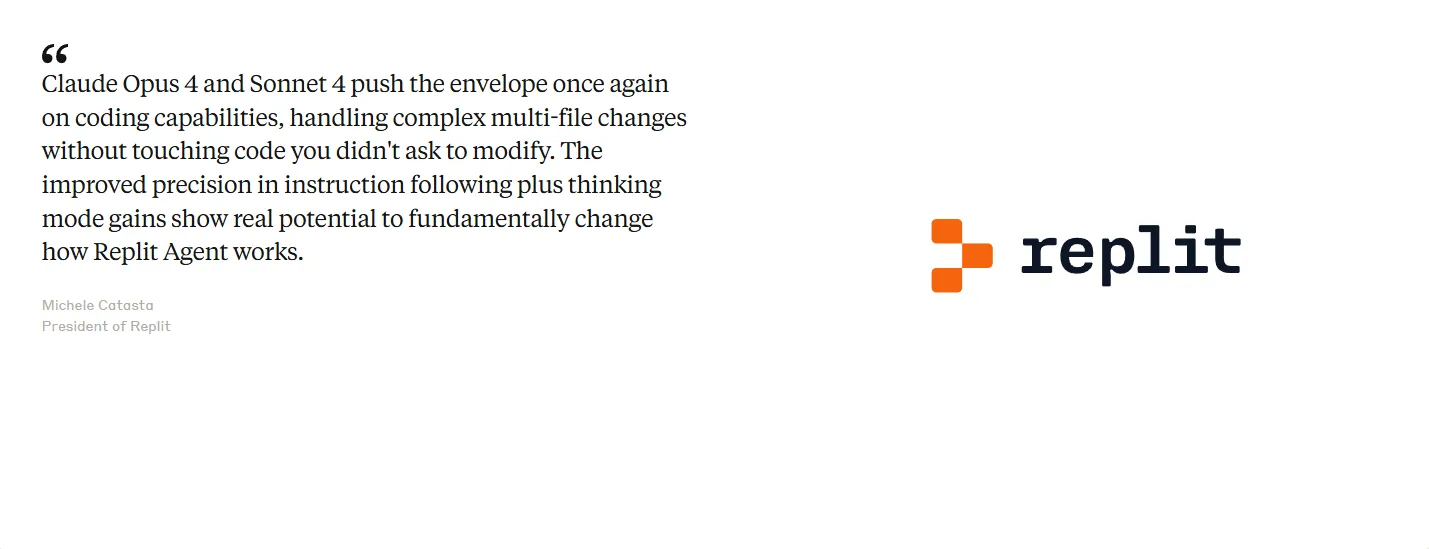 “
Claude Opus 4 and Sonnet 4 push the envelope once again
on coding capabilities, handling complex multi-file changes
without touching code you didn't ask to modify. The
improved precision in instruction following plus thinking
mode gains show real potential to fundamentally change
how Replit Agent works.
Michele Catasta
President of Replit
replit